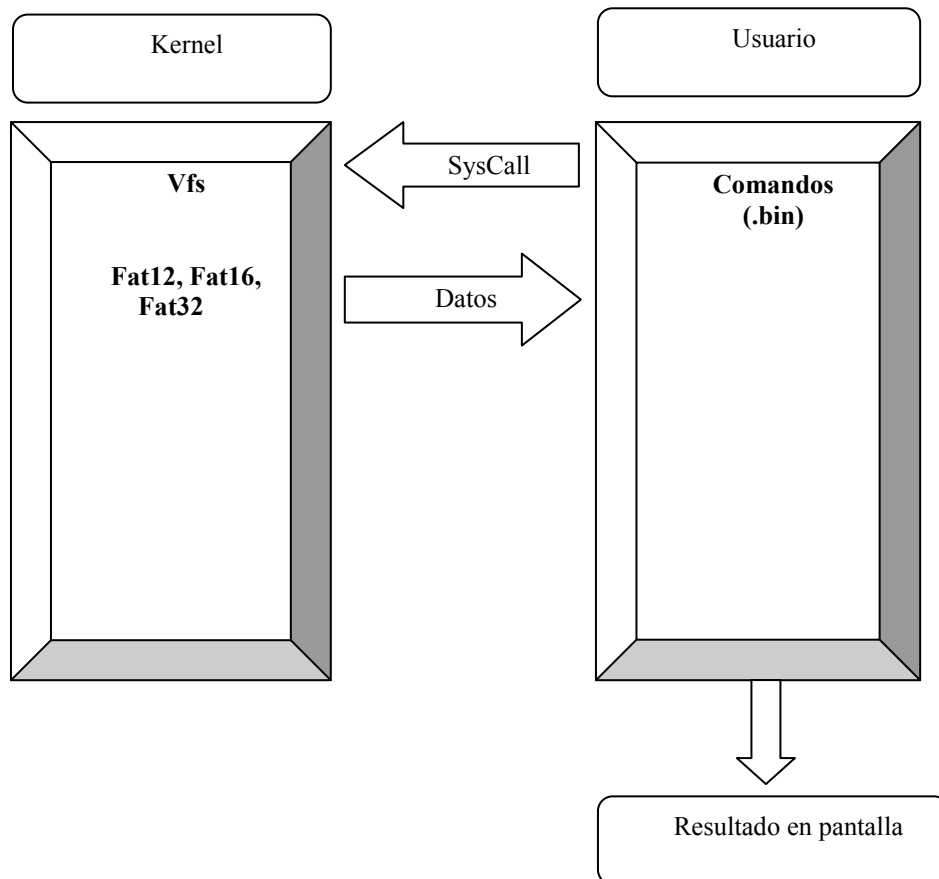 Kernel
Usuario
SysCall
Vfs
Comandos
(.bin)
Fat12, Fat16,
Fat32
Datos
Resultado en pantalla